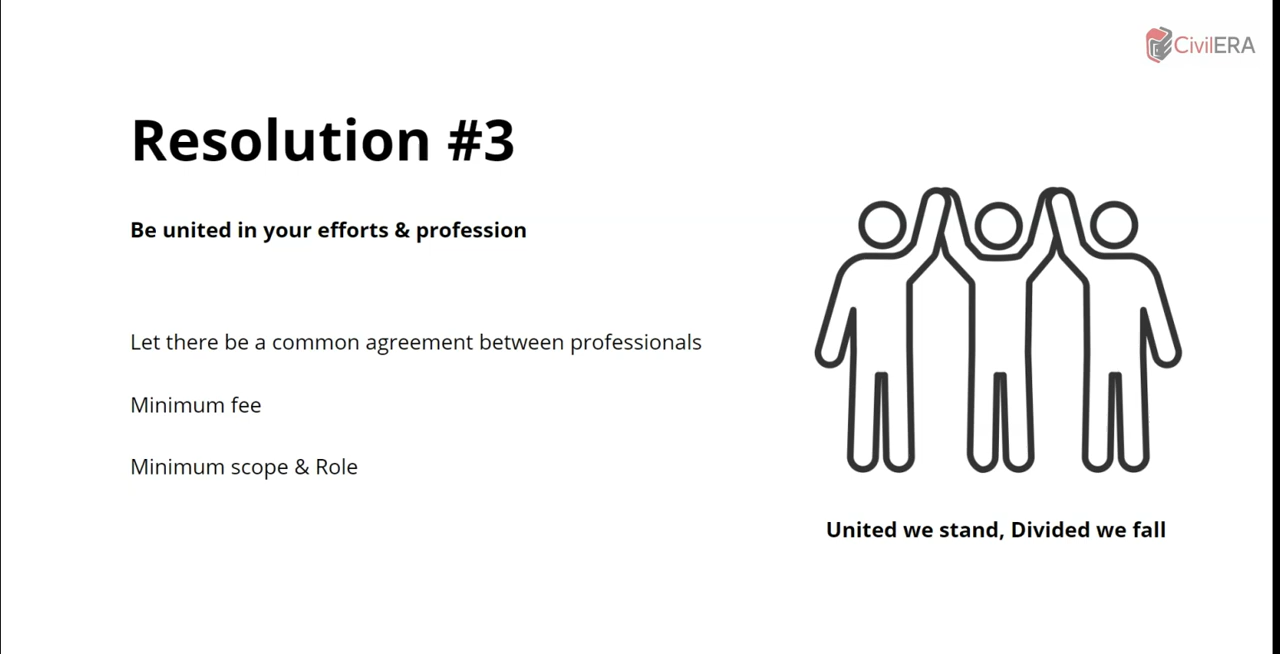 CivilERA
Resolution #3
Be united in your efforts & profession
Let there be a common agreement between professionals
Minimum fee
Minimum scope & Role
United we stand, Divided we fall